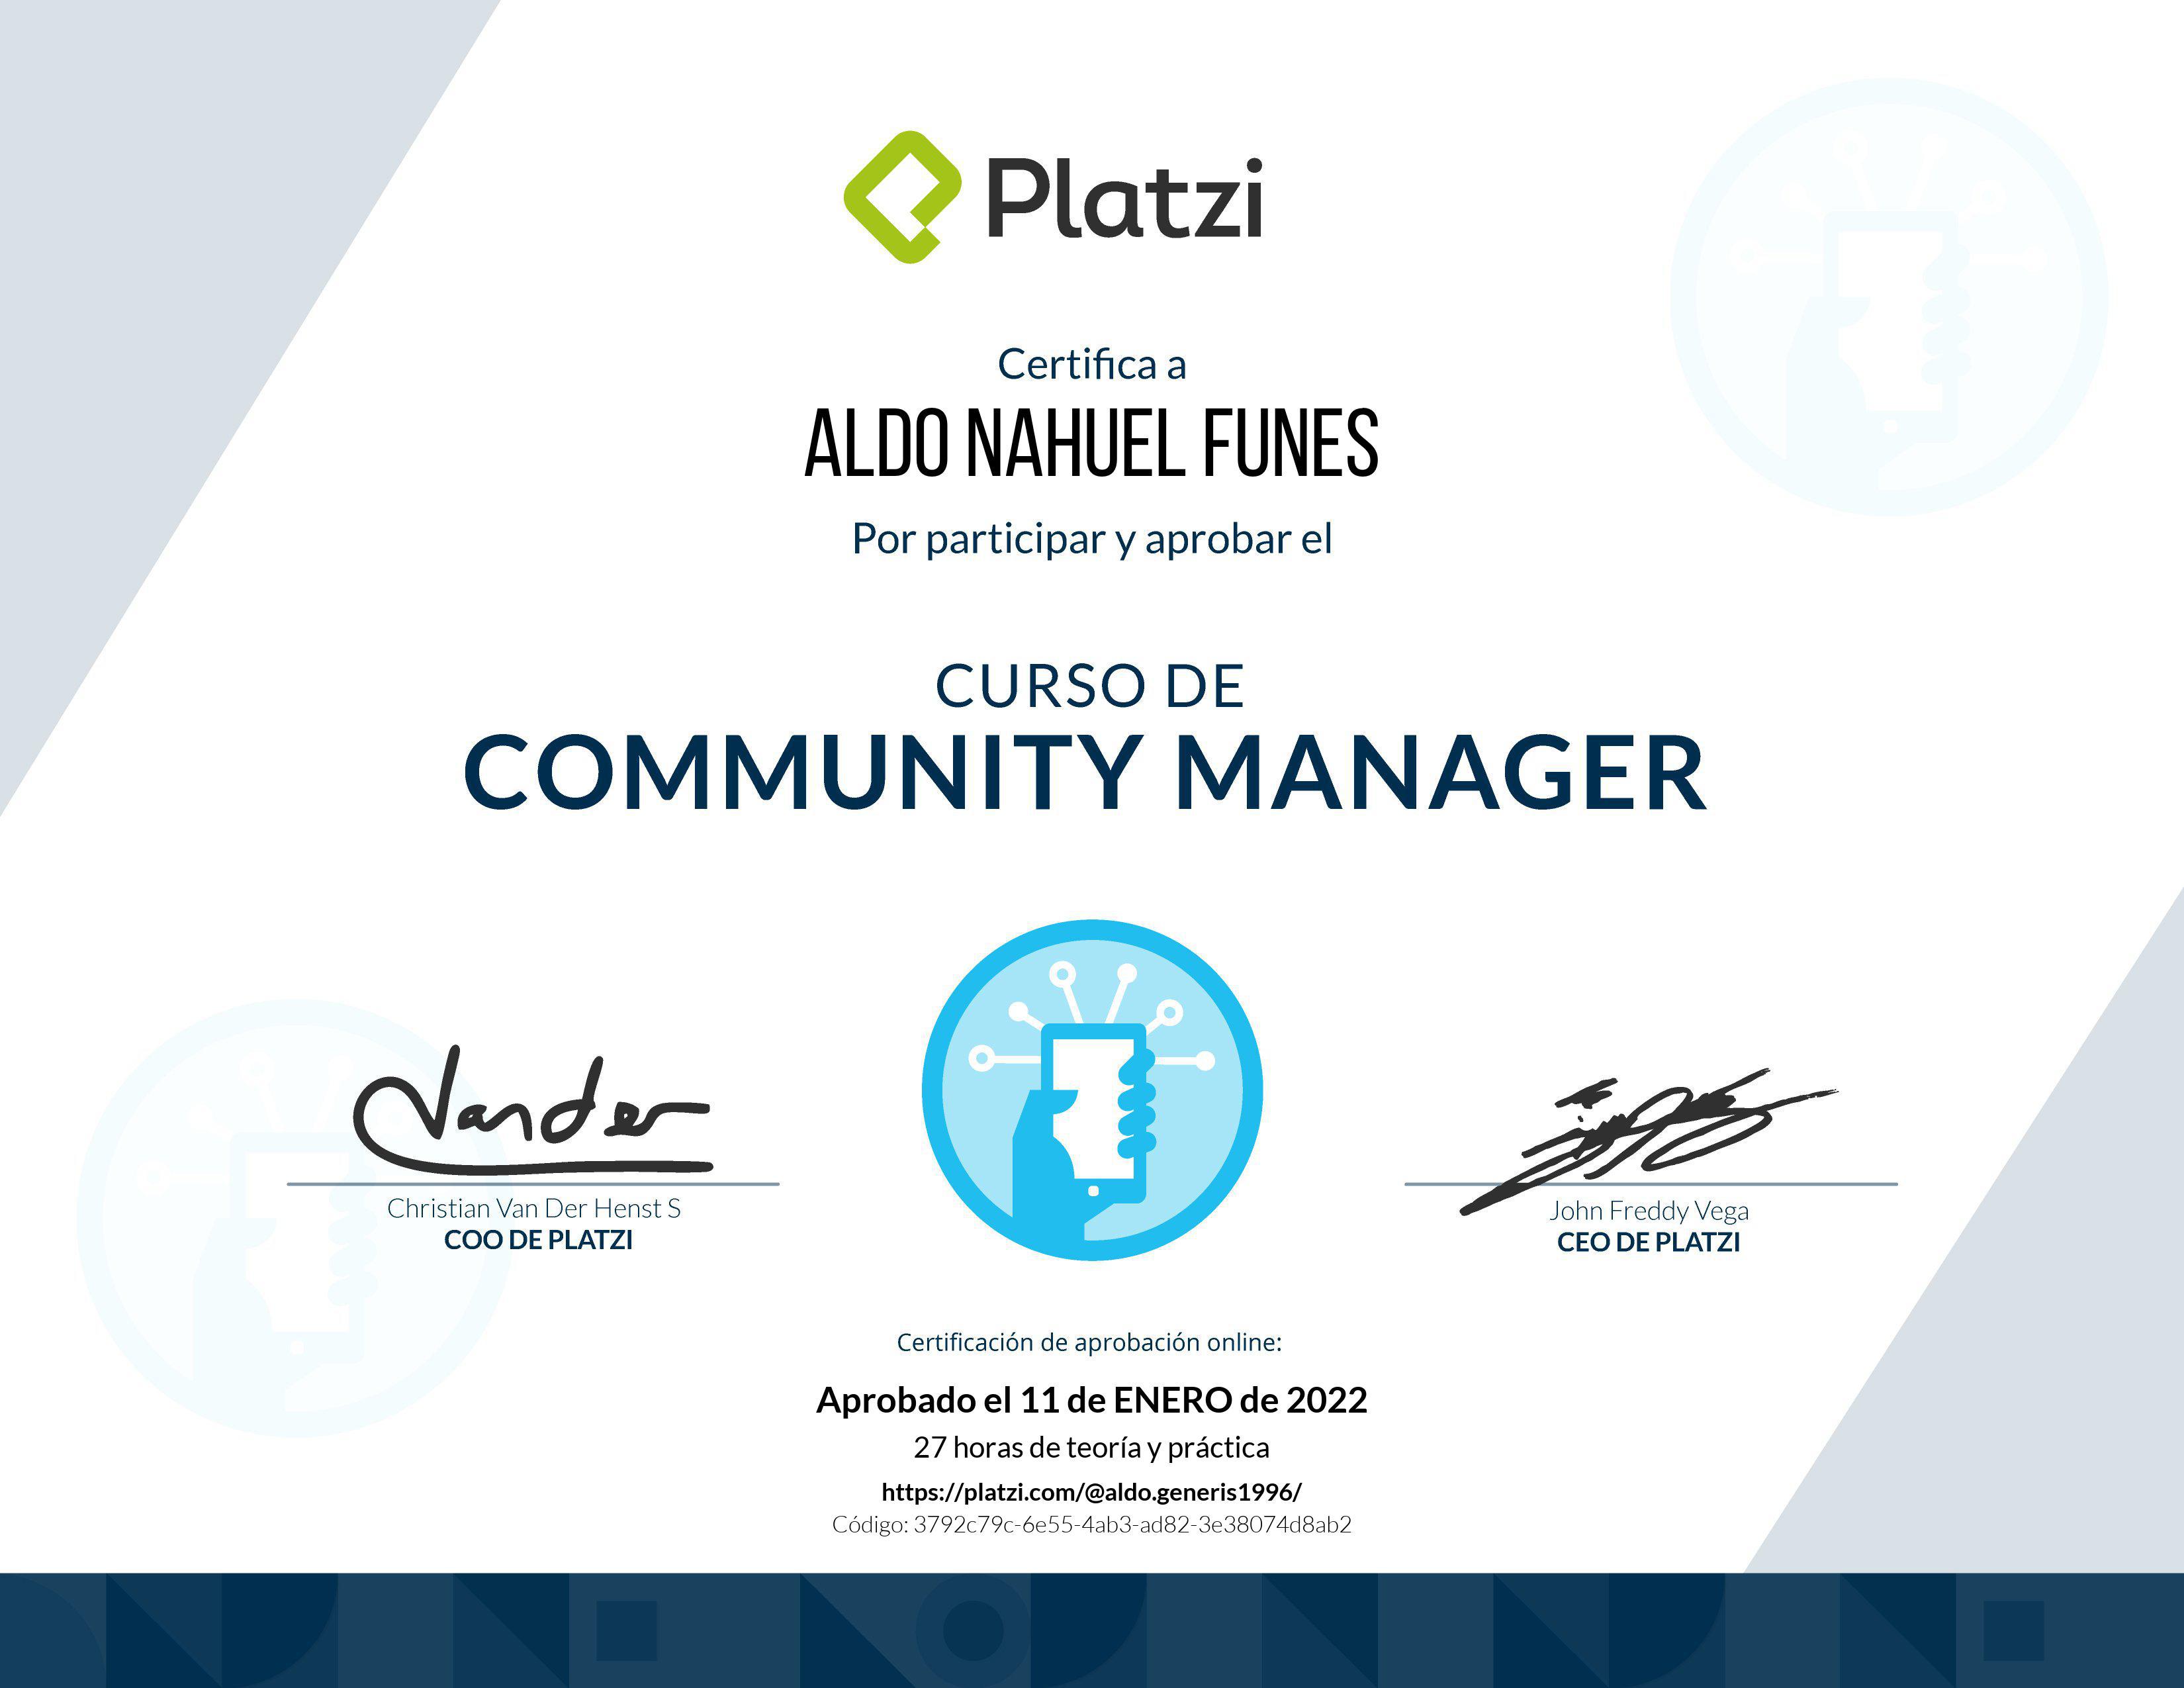 Platzi
Certifica a
ALDO NAHUEL FUNES
Por participar y aprobar el
CURSO DE
COMMUNITY MANAGER
Vander
Christian Van Der Henst S
COO DE PLATZI
John Freddy Vega
CEO DE PLATZI
Certificación de aprobación online:
Aprobado el 11 de ENERO de 2022
27 horas de teoría y práctica
https://platzi.com/@aldo.generis1996/
Código: 3792c79c-6e55-4ab3-ad82-3e38074d8ab2